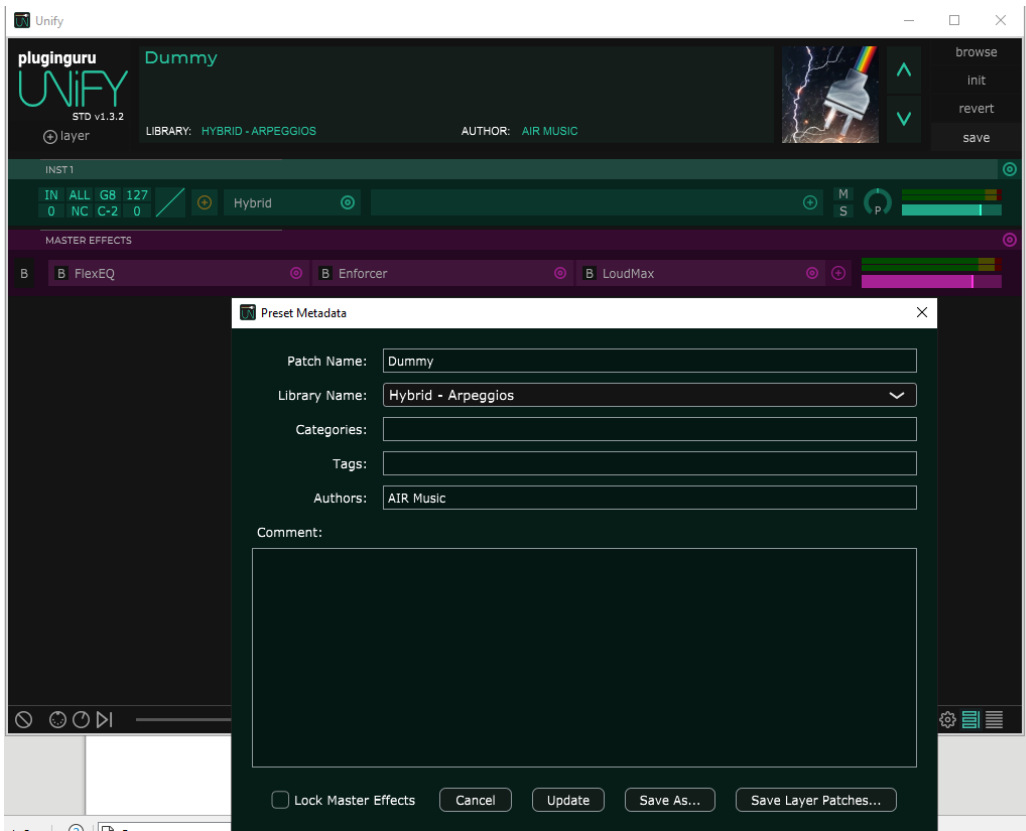 Unify
pluginguru
UNiFY
STD v1.3.2
layer
Dummy
LIBRARY: HYBRID - ARPEGGIOS
AUTHOR: AIR MUSIC
browse
init
revert
save
INST 1
IN ALL G8 127
0 NC C-2 0
Hybrid
M
S
P
MASTER EFFECTS
B
B FlexEQ
B Enforcer
B LoudMax
Preset Metadata
Patch Name: Dummy
Library Name: Hybrid - Arpeggios
Categories:
Tags:
Authors: AIR Music
Comment:
Lock Master Effects
Cancel
Update
Save As...
Save Layer Patches...